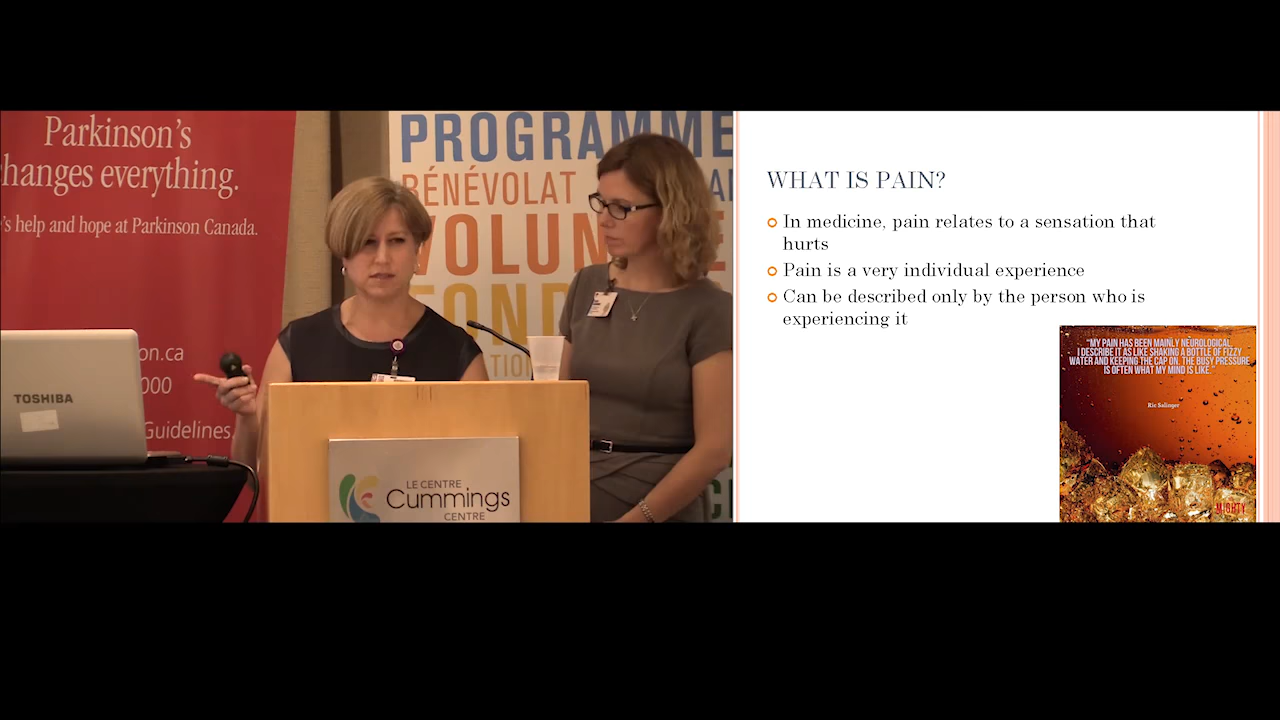 Parkinson's
changes everything.
's help and hope at Parkinson Canada.
on.ca
000
Guidelines.
TOSHIBA
PROGRAMME
BÉNÉVOLAT
VOLUN
FOND
TION
LE CENTRE
Cummings
CENTRE
WHAT IS PAIN?
In medicine, pain relates to a sensation that
hurts
Pain is a very individual experience
Can be described only by the person who is
experiencing it
"MY PAIN HAS BEEN MAINLY NEUROLOGICAL.
I DESCRIBE IT AS LIKE SHAKING A BOTTLE OF FIZZY
WATER AND KEEPING THE CAP ON. THE BUSY PRESSURE
IS OFTEN WHAT MY MIND IS LIKE."
Ric Salinger
MIGHTY